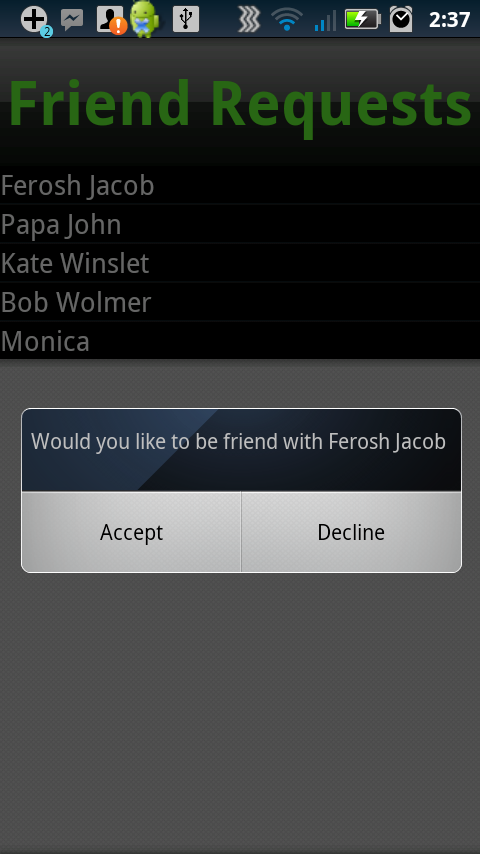 2
2:37
Friend Requests
Ferosh Jacob
Papa John
Kate Winslet
Bob Wolmer
Monica
Would you like to be friend with Ferosh Jacob
Accept
Decline